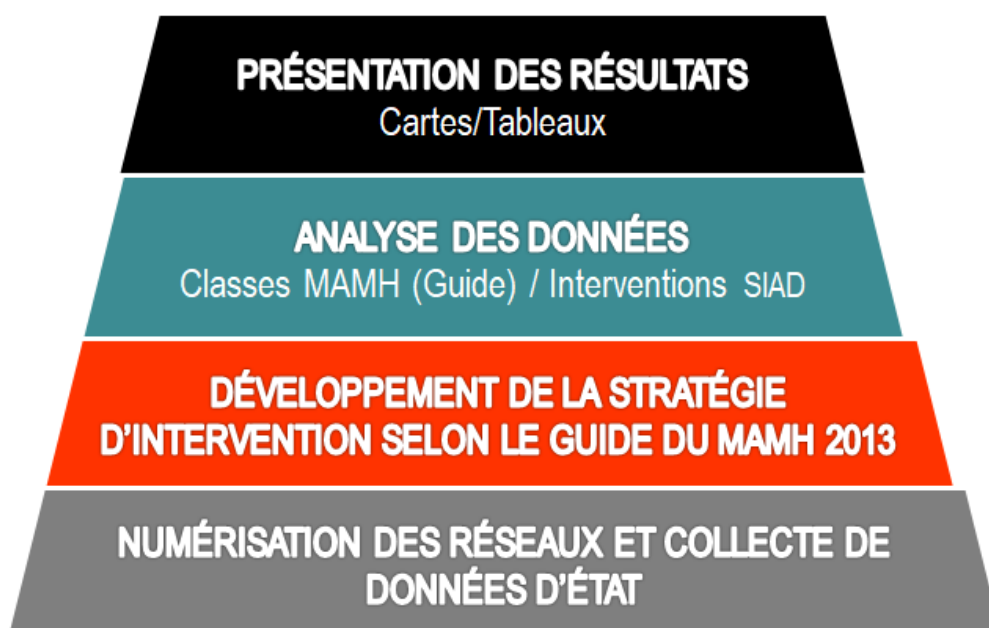 PRÉSENTATION DES RÉSULTATS
Cartes/Tableaux
ANALYSE DES DONNÉES
Classes MAMH (Guide) / Interventions SIAD
DÉVELOPPEMENT DE LA STRATÉGIE
D'INTERVENTION SELON LE GUIDE DU MAMH 2013
NUMÉRISATION DES RÉSEAUX ET COLLECTE DE
DONNÉES D'ÉTAT